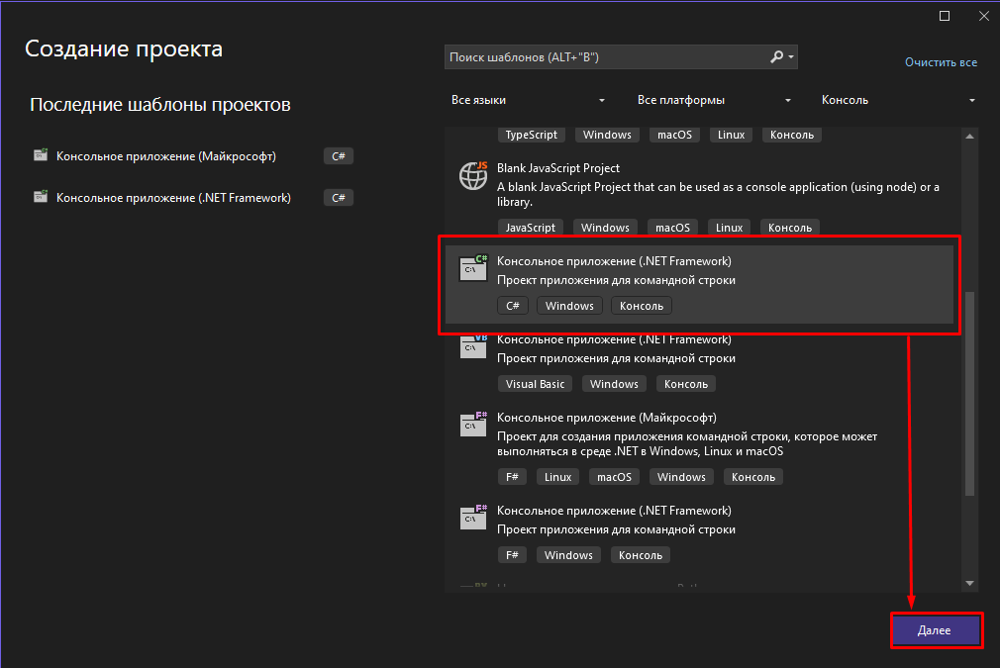 Создание проекта
Последние шаблоны проектов
Консольное приложение (Майкрософт) C#
Консольное приложение (.NET Framework) C#
Поиск шаблонов (ALT+"B")
Очистить все
Все языки Все платформы Консоль
TypeScript Windows macOS Linux Консоль
JS
Blank JavaScript Project
A blank JavaScript Project that can be used as a console application (using node) or a
library.
JavaScript Windows macOS Linux Консоль
C#
C:\
Консольное приложение (.NET Framework)
Проект приложения для командной строки
C# Windows Консоль
VB
C:\
Консольное приложение (.NET Framework)
Проект приложения для командной строки
Visual Basic Windows Консоль
F#
C:\
Консольное приложение (Майкрософт)
Проект для создания приложения командной строки, которое может
выполняться в среде .NET в Windows, Linux и macOS
F# Linux macOS Windows Консоль
F#
C:\
Консольное приложение (.NET Framework)
Проект приложения для командной строки
F# Windows Консоль
Далее